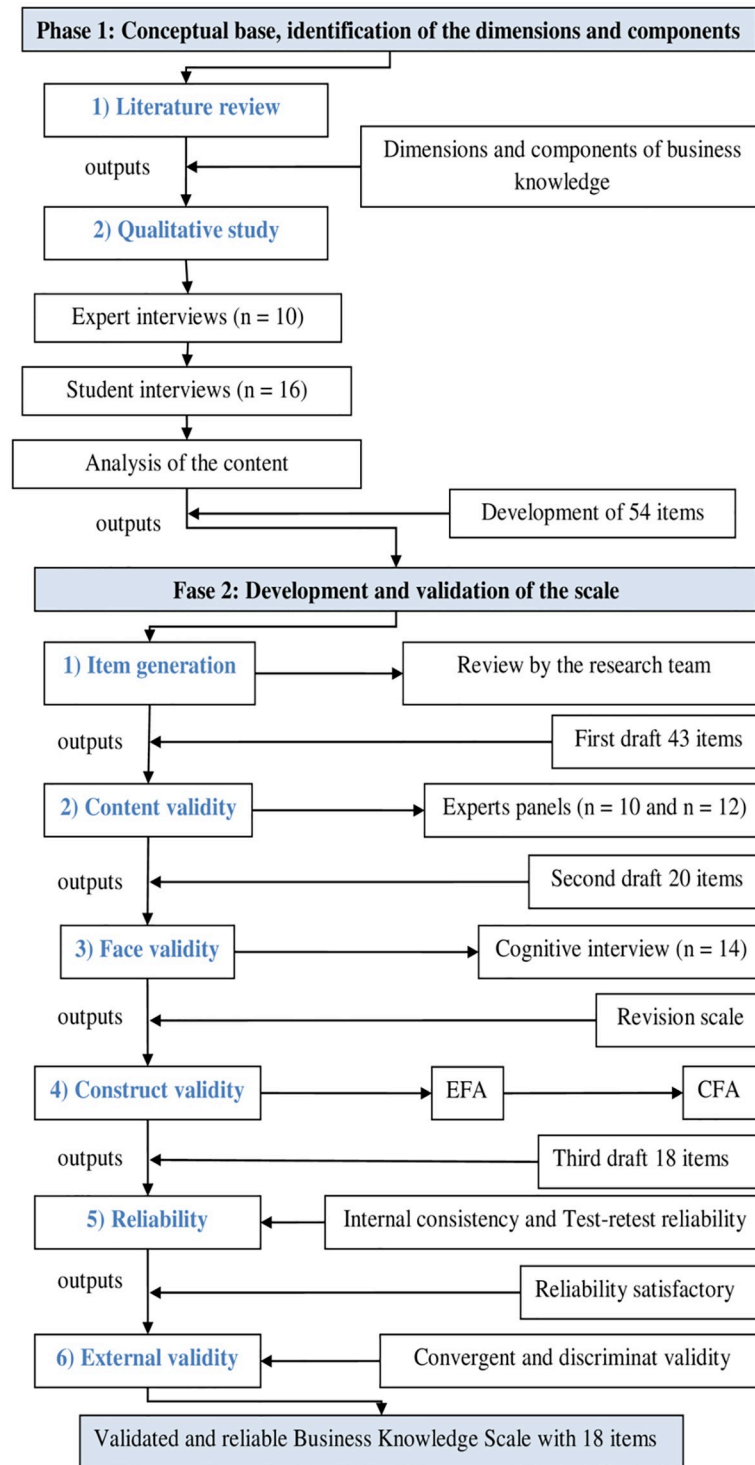 Phase 1: Conceptual base, identification of the dimensions and components
1) Literature review
outputs
Dimensions and components of business
knowledge
2) Qualitative study
Expert interviews (n = 10)
Student interviews (n = 16)
Analysis of the content
outputs
Development of 54 items
Fase 2: Development and validation of the scale
1) Item generation
Review by the research team
outputs
First draft 43 items
2) Content validity
Experts panels (n = 10 and n = 12)
outputs
Second draft 20 items
3) Face validity
Cognitive interview (n = 14)
outputs
Revision scale
4) Construct validity
EFA
CFA
outputs
Third draft 18 items
5) Reliability
Internal consistency and Test-retest reliability
outputs
Reliability satisfactory
6) External validity
Convergent and discriminat validity
Validated and reliable Business Knowledge Scale with 18 items